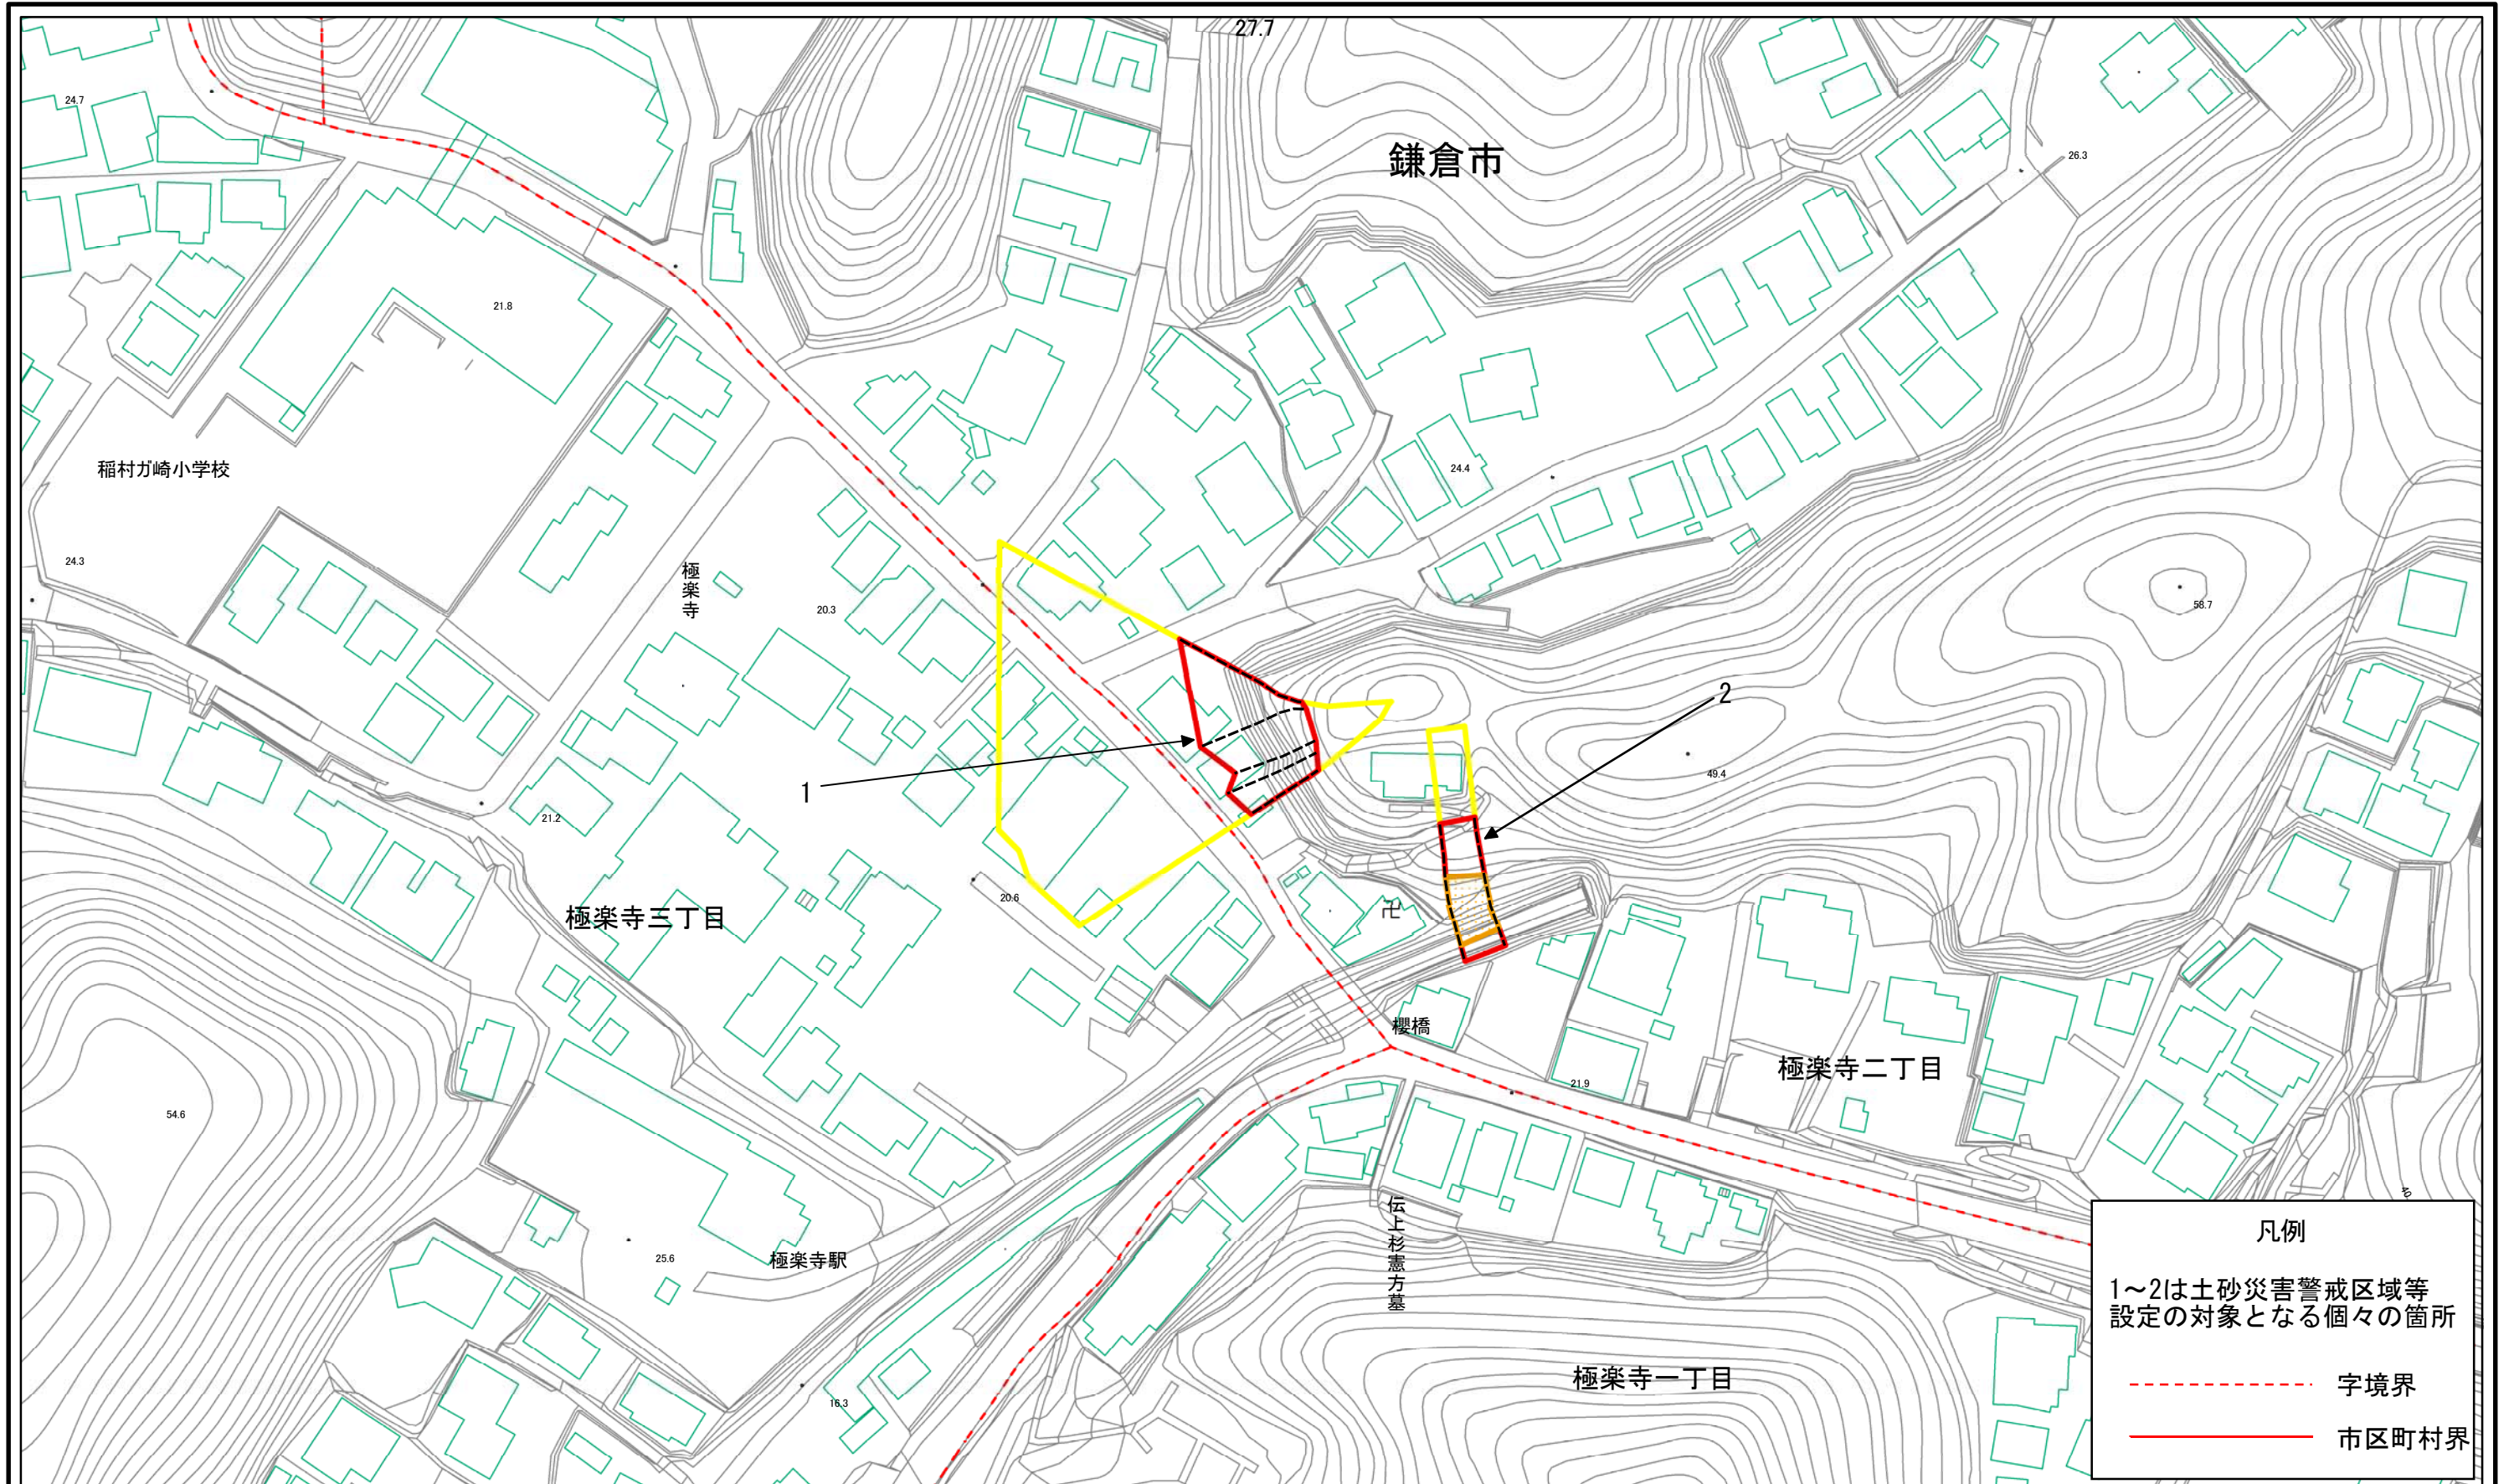 27.7
24.7
鎌倉市
26.3
21.8
稲村ガ崎小学校
24.4
24.3
極楽寺
20.3
58.7
2
1
49.4
21.2
20.6
卍
極楽寺三丁目
櫻橋
極楽寺二丁目
21.9
54.6
40
伝上杉憲方墓
25.6
極楽寺駅
16.3
極楽寺一丁目
凡例
1～2は土砂災害警戒区域等
設定の対象となる個々の箇所
字境界
市区町村界